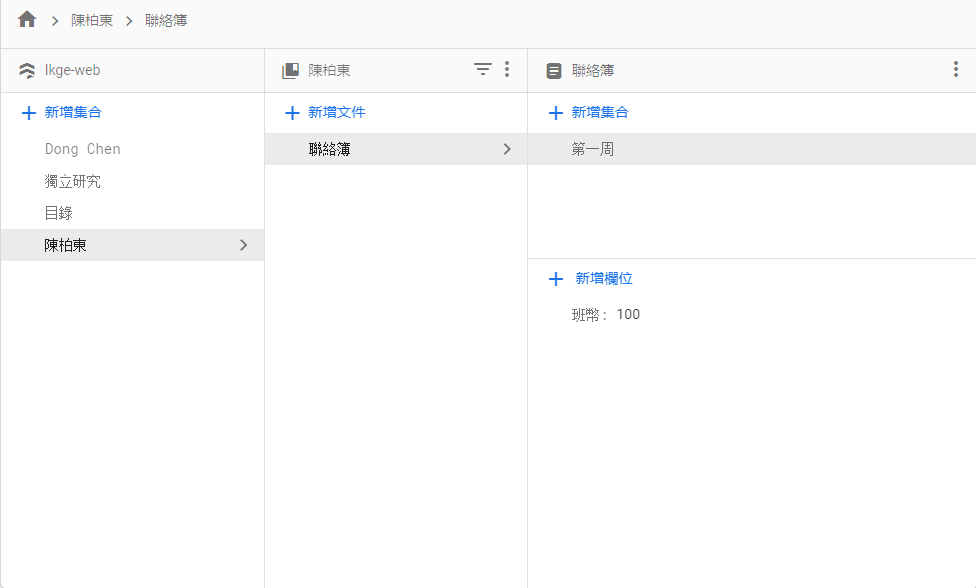 陳柏東 聯絡簿
lkge-web
新增集合
Dong Chen
獨立研究
目錄
陳柏東
陳柏東
新增文件
聯絡簿
聯絡簿
新增集合
第一周
新增欄位
班幣： 100